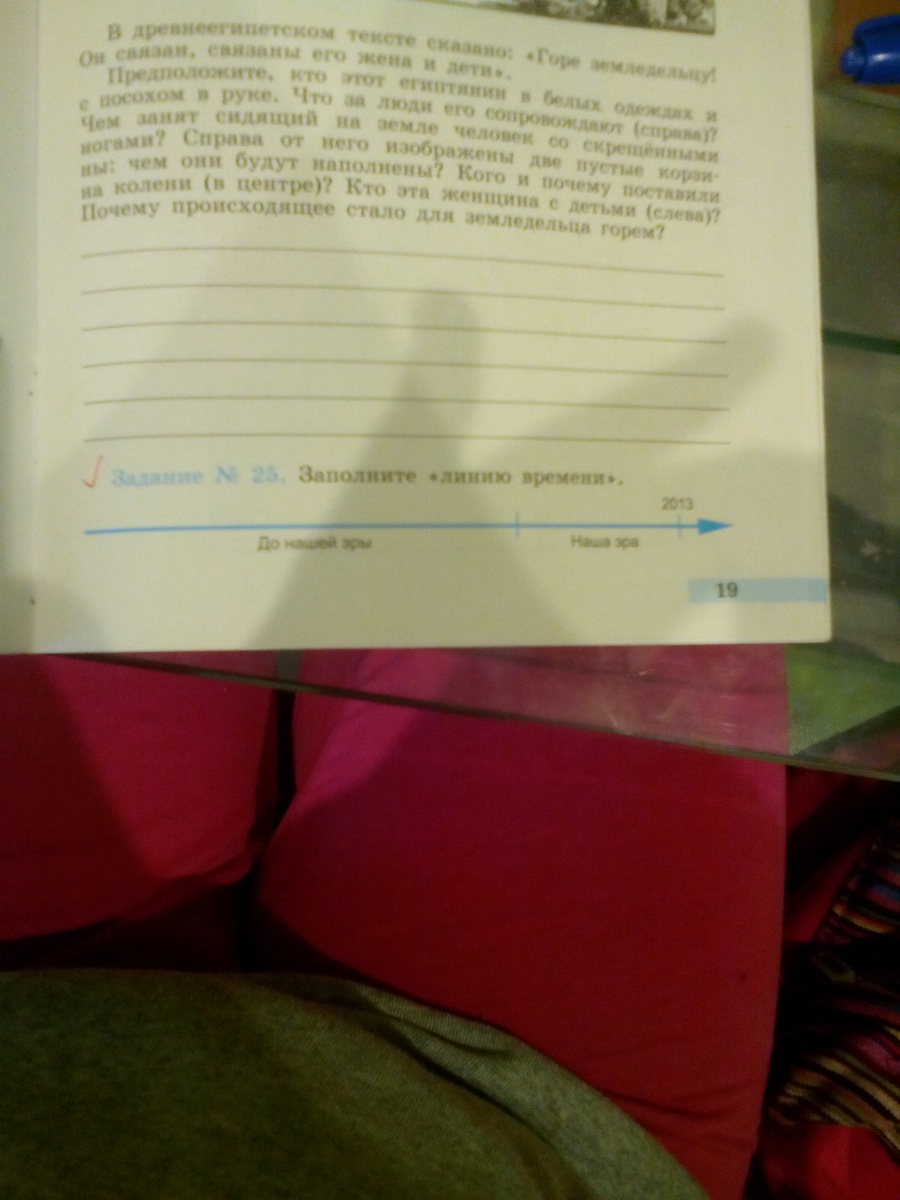 В древнеегипетском тексте сказано: «Горе земледельцу!
Он связан, связаны его жена и дети».
Предположите, кто этот египтянин в белых одеждах и
с посохом в руке. Что за люди его сопровождают (справа)?
Чем занят сидящий на земле человек со скрещёнными
ногами? Справа от него изображены две пустые корзи-
ны: чем они будут наполнены? Кого и почему поставили
на колени (в центре)? Кто эта женщина с детьми (слева)?
Почему происходящее стало для земледельца горем?
Задание № 25. Заполните «линию времени».
2013
До нашей эры Наша эра
19